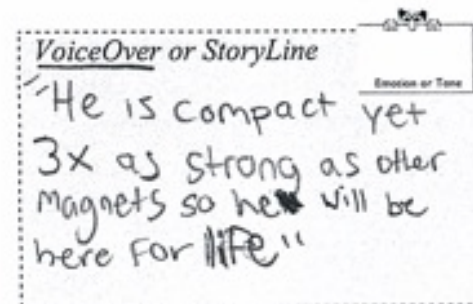 VoiceOver or StoryLine
Emotion or Tone
"He is compact yet
3x as strong as other
magnets so he will be
here for life"